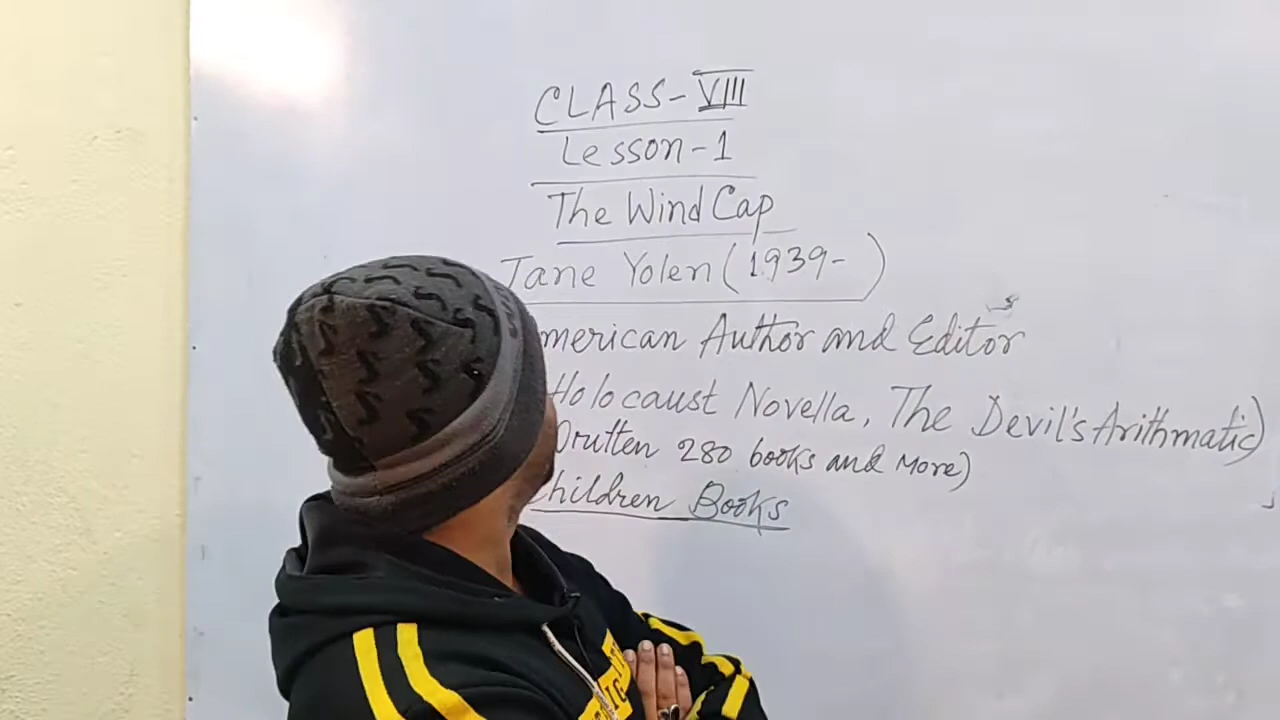 CLASS-VIII
Lesson-1
The Wind Cap
Jane Yolen (1939- )
merican Author and Editor
Holocaust Novella, The Devil's Arithmatic)
Written 280 books and More)
hildren Books